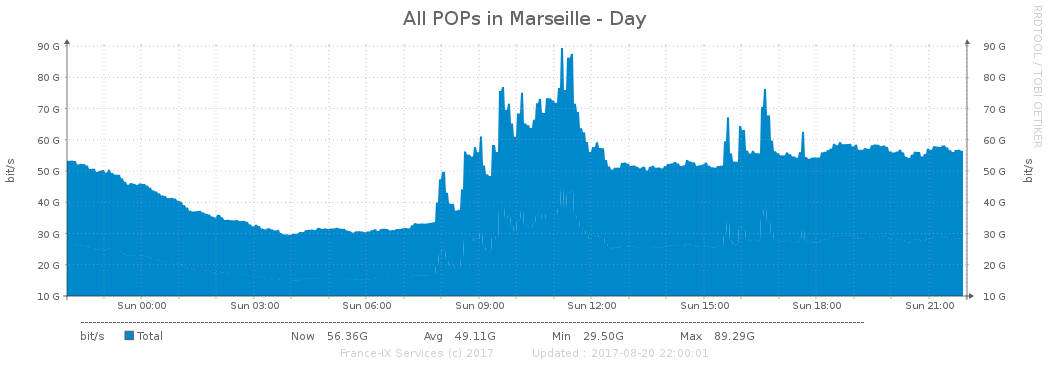 All POPs in Marseille - Day
RRDTOOL / TOBI OETIKER
90 G 90 G
80 G 80 G
70 G 70 G
60 G 60 G
50 G 50 G
40 G 40 G
30 G 30 G
20 G 20 G
10 G 10 G
bit/s bit/s
Sun 00:00 Sun 03:00 Sun 06:00 Sun 09:00 Sun 12:00 Sun 15:00 Sun 18:00 Sun 21:00
bit/s Total Now 56.36G Avg 49.11G Min 29.50G Max 89.29G
France-IX Services (c) 2017 Updated : 2017-08-20 22:00:01